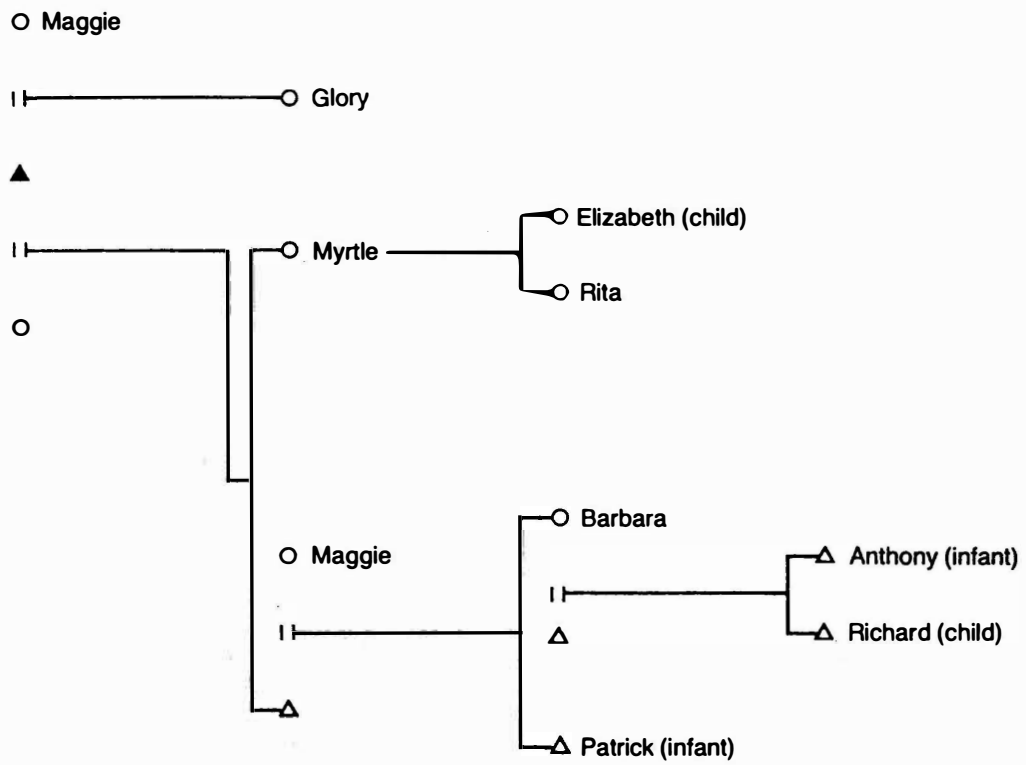 Maggie
Glory
Elizabeth (child)
Myrtle
Rita
Barbara
Maggie
Anthony (infant)
Richard (child)
Patrick (infant)